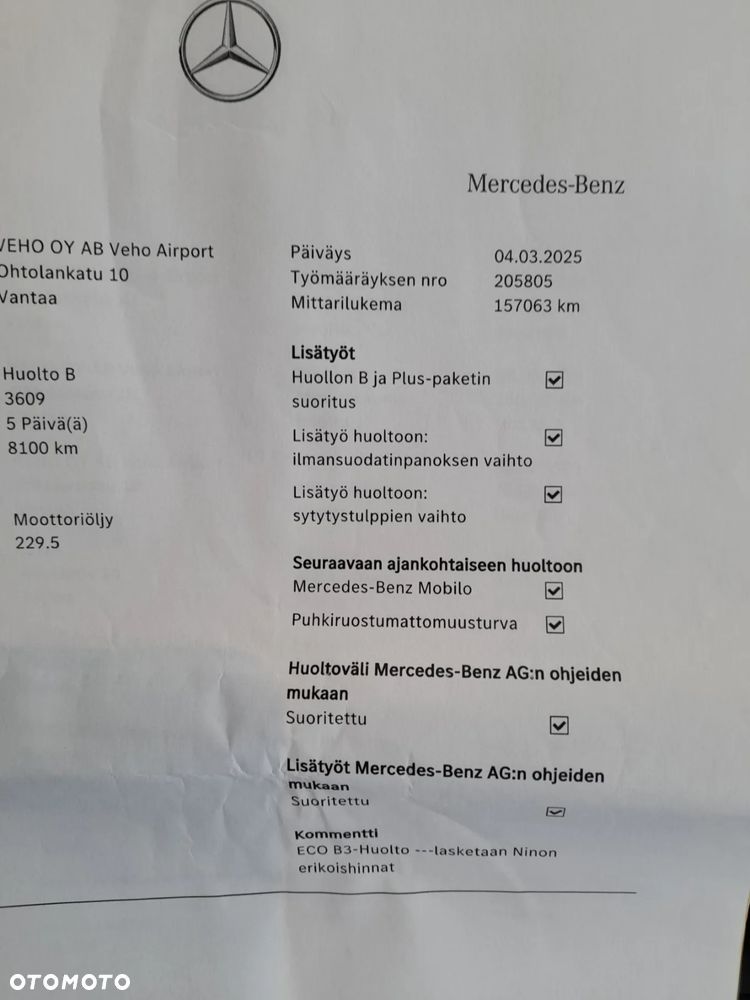 Mercedes-Benz
VEHO OY AB Veho Airport
Ohtolankatu 10
Vantaa
Päiväys 04.03.2025
Työmääräyksen nro 205805
Mittarilukema 157063 km
Huolto B
3609
5 Päivä(ä)
8100 km
Moottoriöljy
229.5
Lisätyöt
Huollon B ja Plus-paketin
suoritus
Lisätyö huoltoon:
ilmansuodatinpanoksen vaihto
Lisätyö huoltoon:
sytytystulppien vaihto
Seuraavaan ajankohtaiseen huoltoon
Mercedes-Benz Mobilo
Puhkiruostumattomuusturva
Huoltoväli Mercedes-Benz AG:n ohjeiden
mukaan
Suoritettu
Lisätyöt Mercedes-Benz AG:n ohjeiden
mukaan
Suoritettu
Kommentti
ECO B3-Huolto ---lasketaan Ninon
erikoishinnat
OTOMOTO